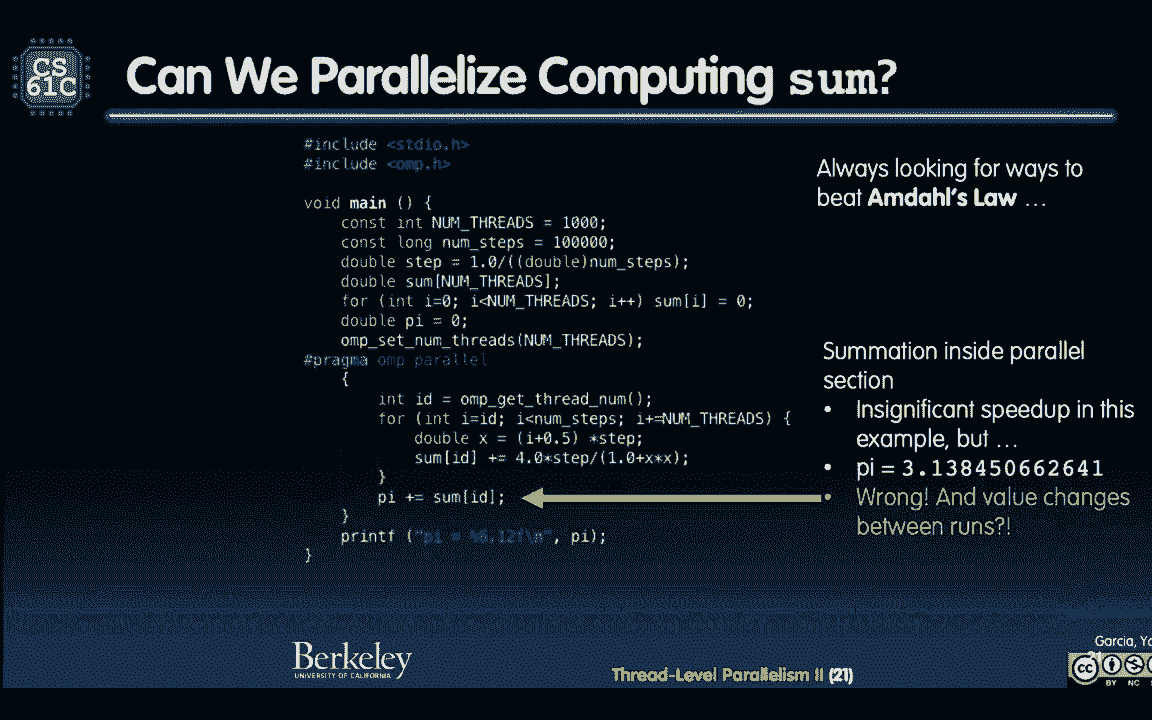 CS
61C
Can We Parallelize Computing sum?
#include <stdio.h>
#include <omp.h>
void main () {
const int NUM_THREADS = 1000;
const long num_steps = 100000;
double step = 1.0/((double)num_steps);
double sum[NUM_THREADS];
for (int i=0; i<NUM_THREADS; i++) sum[i] = 0;
double pi = 0;
omp_set_num_threads(NUM_THREADS);
#pragma omp parallel
{
int id = omp_get_thread_num();
for (int i=id; i<num_steps; i+=NUM_THREADS) {
double x = (i+0.5) *step;
sum[id] += 4.0*step/(1.0+x*x);
}
pi += sum[id];
}
printf ("pi = %6.12f\n", pi);
}
Always looking for ways to
beat Amdahl's Law …
Summation inside parallel
section
• Insignificant speedup in this
example, but …
• pi = 3.138450662641
• Wrong! And value changes
between runs?!
Berkeley
UNIVERSITY OF CALIFORNIA
Thread-Level Parallelism II (21)
Garcia,
21
cc
BY NC